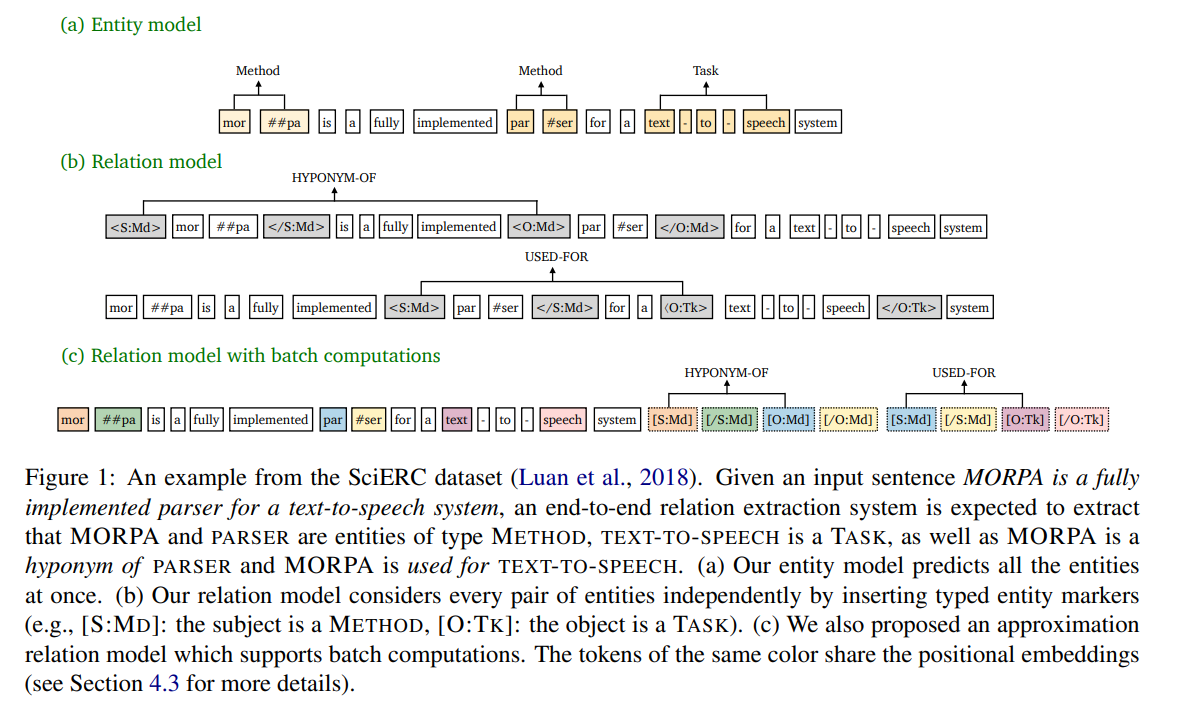 (a) Entity model
Method Method Task
mor ##pa is a fully implemented par #ser for a text - to - speech system
(b) Relation model
HYPONYM-OF
<S:Md> mor ##pa </S:Md> is a fully implemented <O:Md> par #ser </O:Md> for a text - to - speech system
USED-FOR
mor ##pa is a fully implemented <S:Md> par #ser </S:Md> for a <O:Tk> text - to - speech </O:Tk> system
(c) Relation model with batch computations
HYPONYM-OF USED-FOR
mor ##pa is a fully implemented par #ser for a text - to - speech system [S:Md] [/S:Md] [O:Md] [/O:Md] [S:Md] [/S:Md] [O:Tk] [/O:Tk]
Figure 1: An example from the SciERC dataset (Luan et al., 2018). Given an input sentence MORPA is a fully
implemented parser for a text-to-speech system, an end-to-end relation extraction system is expected to extract
that MORPA and PARSER are entities of type METHOD, TEXT-TO-SPEECH is a TASK, as well as MORPA is a
hyponym of PARSER and MORPA is used for TEXT-TO-SPEECH. (a) Our entity model predicts all the entities
at once. (b) Our relation model considers every pair of entities independently by inserting typed entity markers
(e.g., [S:MD]: the subject is a METHOD, [O:TK]: the object is a TASK). (c) We also proposed an approximation
relation model which supports batch computations. The tokens of the same color share the positional embeddings
(see Section 4.3 for more details).